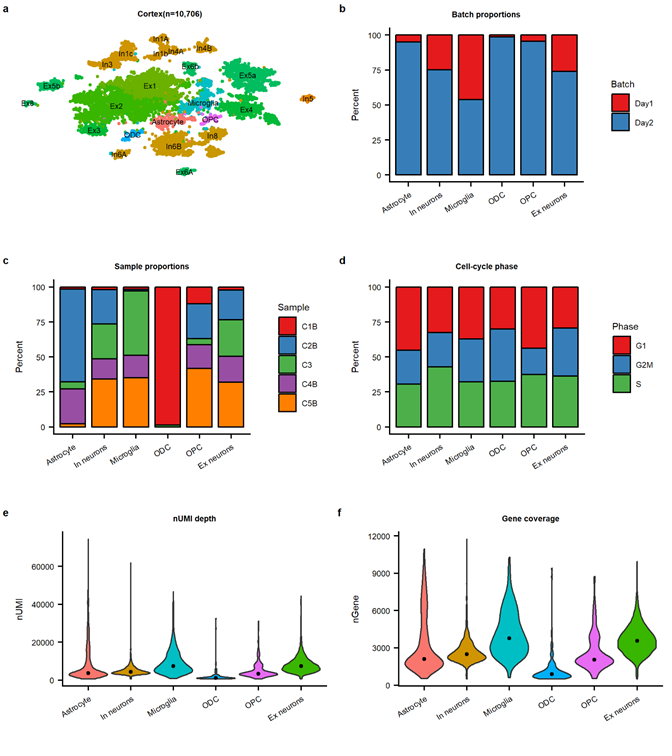 a
Cortex(n=10,706)
In1A
In1c
In1b
In4A
In4B
In3
Ex6b
Ex5a
Ex5b
Ex1
Microglia
In5
Ex2
Ex4
Astrocyte
OPC
Ex3
ODC
In8
In6A
In6B
Ex6A
b
Batch proportions
Percent
100
75
50
25
0
Astrocyte
In neurons
Microglia
ODC
OPC
Ex neurons
Batch
Day1
Day2
c
Sample proportions
Percent
100
75
50
25
0
Astrocyte
In neurons
Microglia
ODC
OPC
Ex neurons
Sample
C1B
C2B
C3
C4B
C5B
d
Cell-cycle phase
Percent
100
75
50
25
0
Astrocyte
In neurons
Microglia
ODC
OPC
Ex neurons
Phase
G1
G2M
S
e
nUMI depth
nUMI
60000
40000
20000
0
Astrocyte
In neurons
Microglia
ODC
OPC
Ex neurons
f
Gene coverage
nGene
12000
9000
6000
3000
0
Astrocyte
In neurons
Microglia
ODC
OPC
Ex neurons